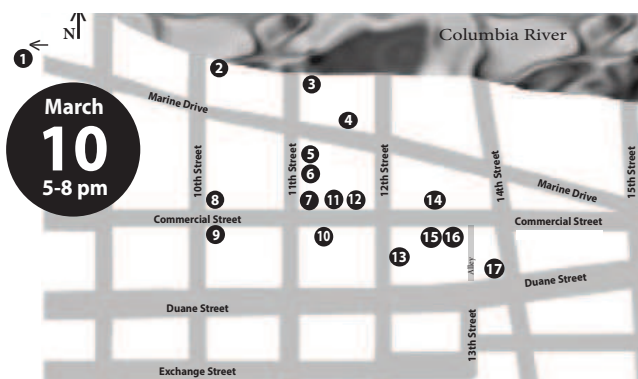 N
Columbia River
1
2
3
March
10
5-8 pm
Marine Drive
4
10th Street
11th Street
12th Street
14th Street
15th Street
5
6
Marine Drive
8
7
11
12
14
Commercial Street
Commercial Street
9
10
15
16
13
Alley
17
Duane Street
Duane Street
13th Street
Exchange Street